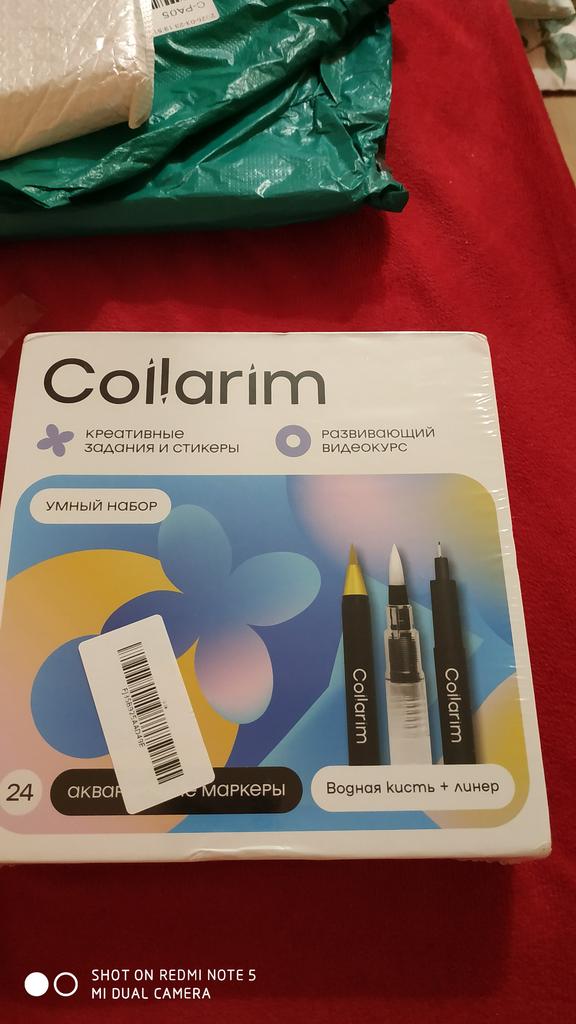 C-PA05
Collarim
КРЕАТИВНЫЕ
ЗАДАНИЯ И СТИКЕРЫ
РАЗВИВАЮЩИЙ
ВИДЕОКУРС
УМНЫЙ НАБОР
Collarim
Collarim
24
МАРКЕРЫ
Водная кисть + линер
SHOT ON REDMI NOTE 5
MI DUAL CAMERA